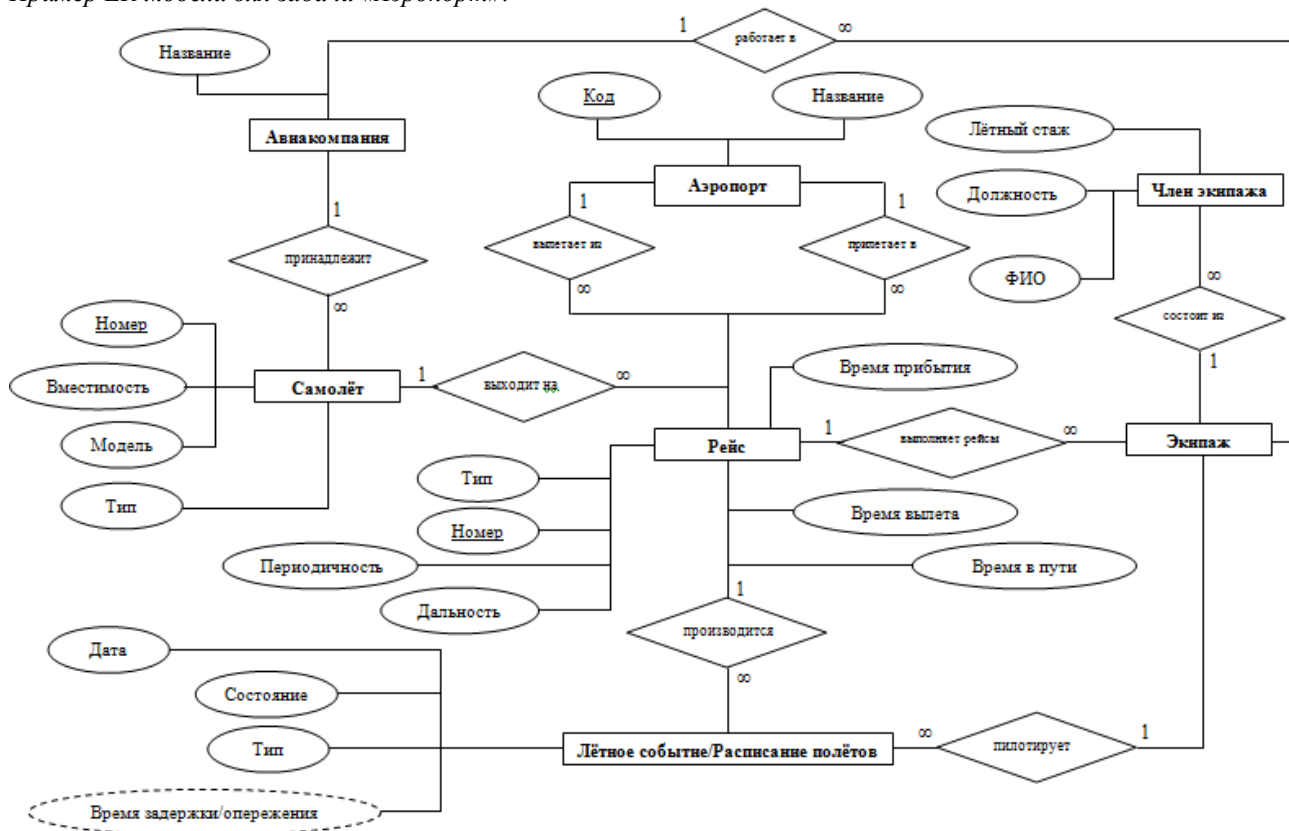 Пример ER-модели для задачи «Аэропорт».
1
работает в
∞
Название
Код
Название
Авиакомпания
Лётный стаж
Аэропорт
Должность
Член экипажа
1
1
1
вылетает из
прилетает в
принадлежит
ФИО
∞
∞
∞
∞
Номер
состоит из
Время прибытия
1
Вместимость
Самолёт
1
выходит на
∞
Модель
Рейс
1
выполняет рейсы
∞
Экипаж
Тип
Тип
Время вылета
Номер
Периодичность
Время в пути
Дальность
1
производится
Дата
Состояние
∞
Тип
Лётное событие/Расписание полётов
∞
пилотирует
1
Время задержки/опережения